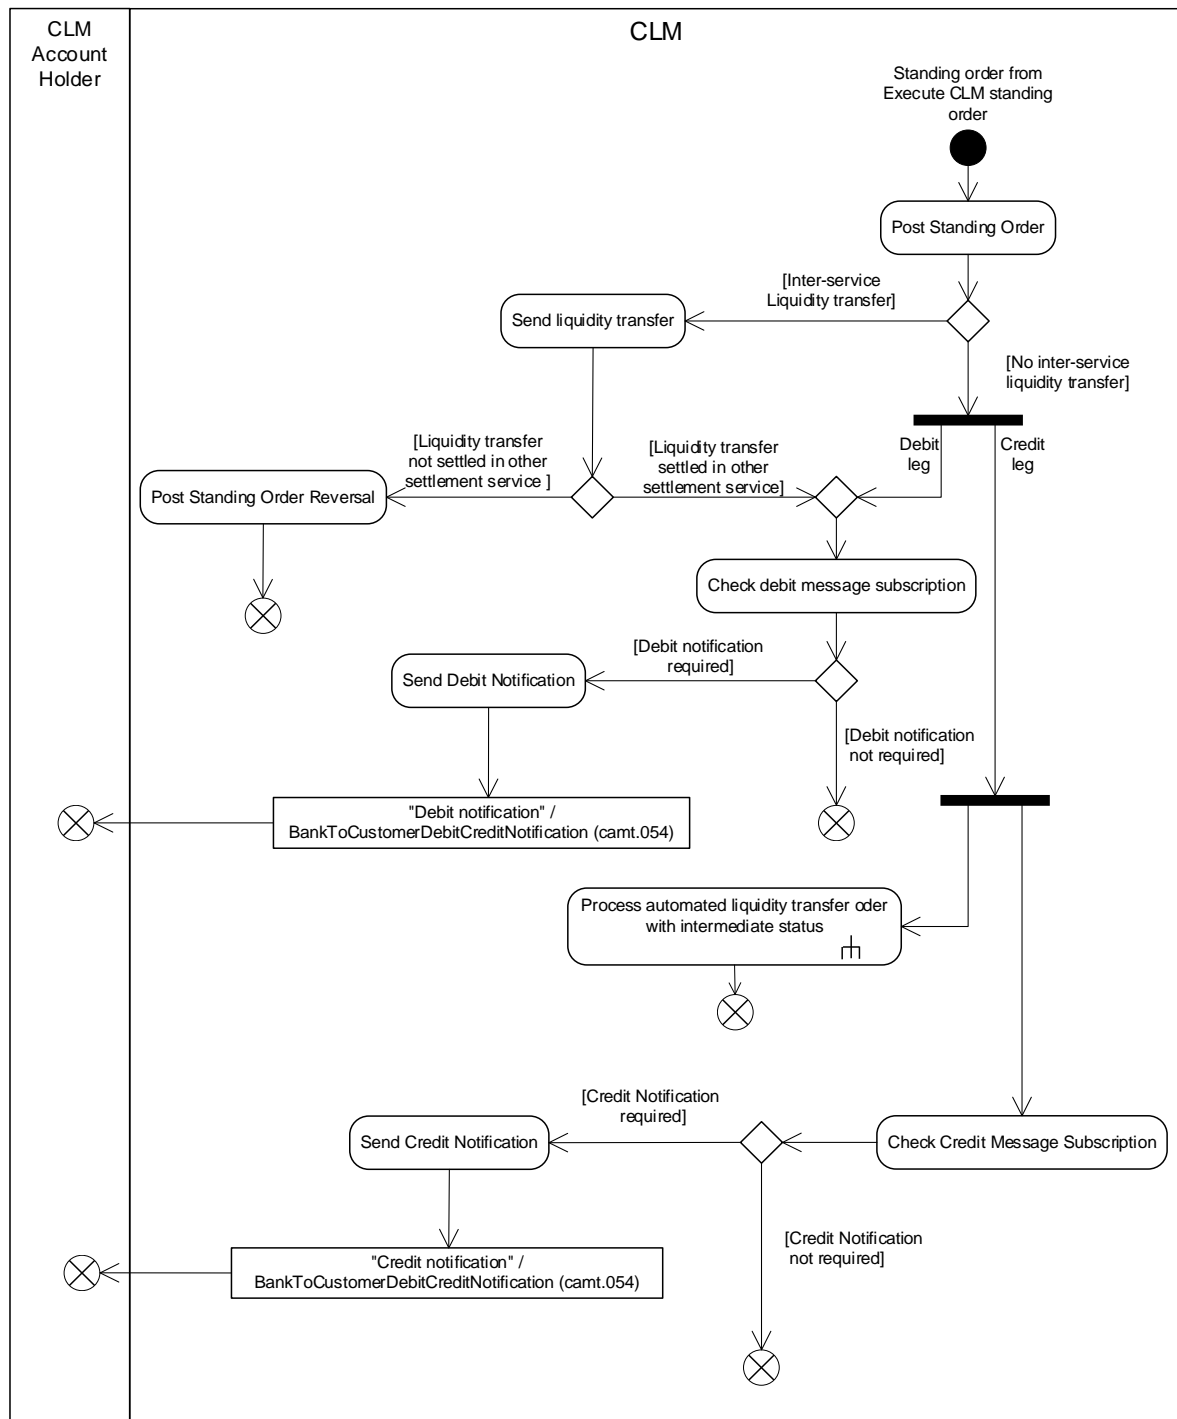 CLM
Account
Holder
CLM
Standing order from
Execute CLM standing
order
Post Standing Order
[Inter-service
Liquidity transfer]
Send liquidity transfer
[No inter-service
liquidity transfer]
[Liquidity transfer
not settled in other
settlement service ]
[Liquidity transfer
settled in other
settlement service]
Debit
leg
Credit
leg
Post Standing Order Reversal
Check debit message subscription
[Debit notification
required]
Send Debit Notification
[Debit notification
not required]
"Debit notification" /
BankToCustomerDebitCreditNotification (camt.054)
Process automated liquidity transfer oder
with intermediate status
[Credit Notification
required]
Send Credit Notification
Check Credit Message Subscription
[Credit Notification
not required]
"Credit notification" /
BankToCustomerDebitCreditNotification (camt.054)